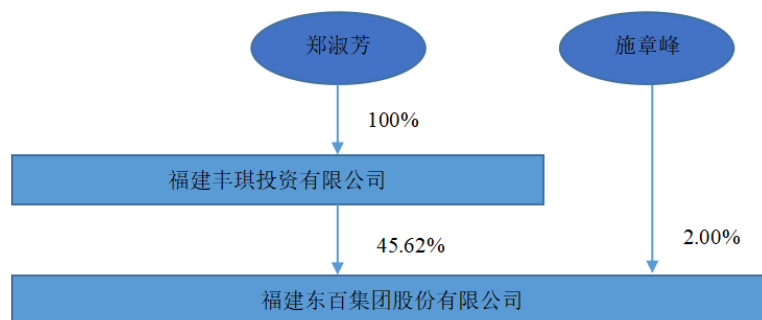 郑淑芳
施章峰
100%
福建丰琪投资有限公司
45.62%
2.00%
福建东百集团股份有限公司